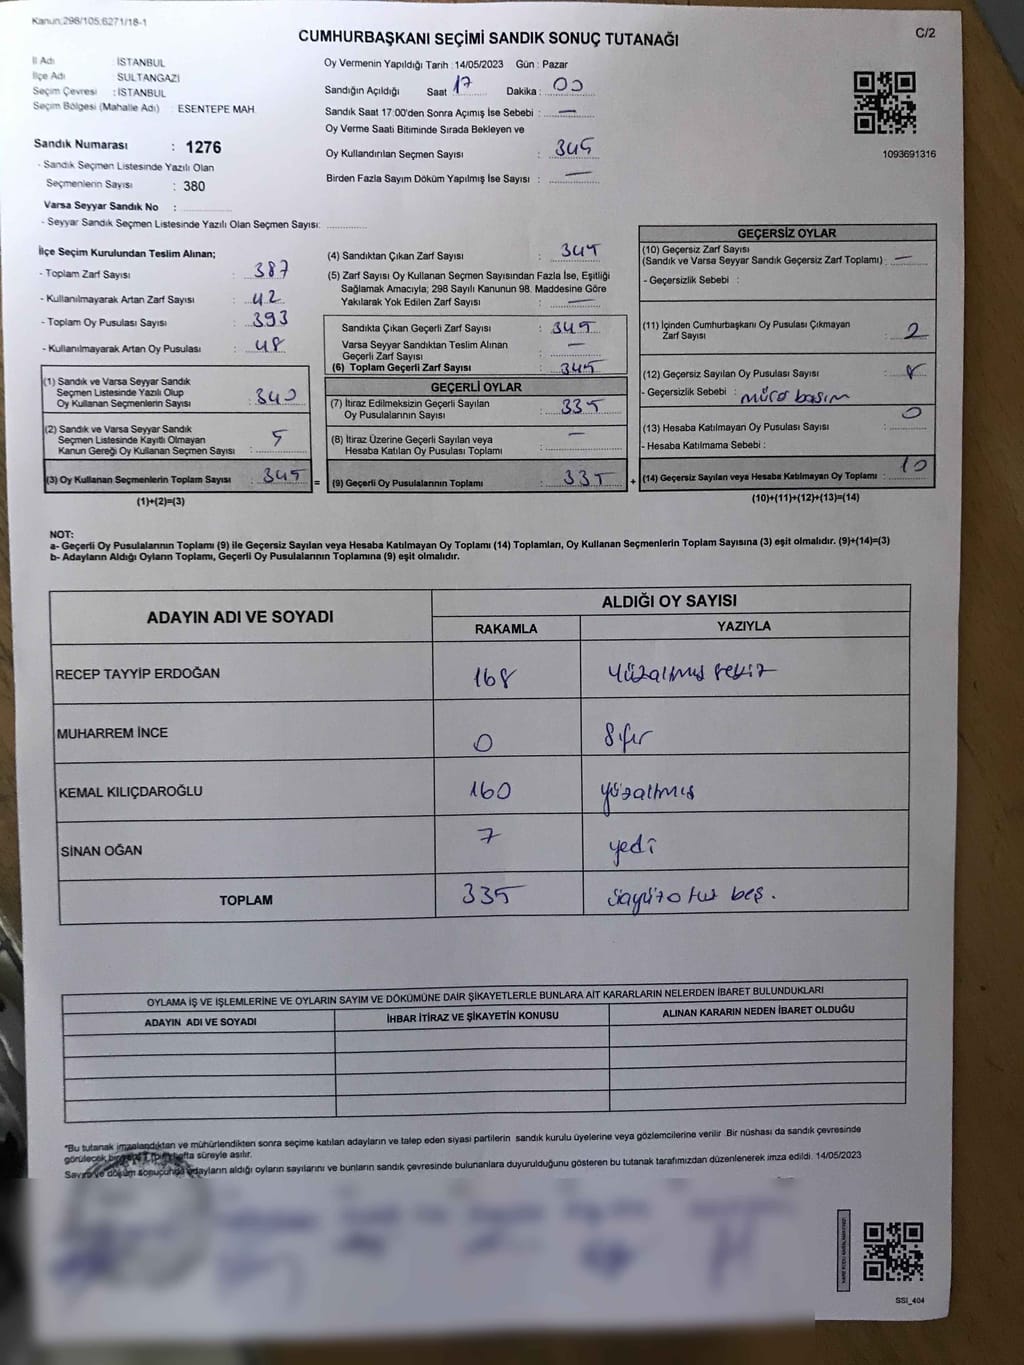 Kanun,298/105,6271/18-1
C/2
CUMHURBAŞKANI SEÇİMİ SANDIK SONUÇ TUTANAĞI
İl Adı İSTANBUL
İlçe Adı : SULTANGAZİ
Seçim Çevresi : İSTANBUL
Seçim Bölgesi (Mahalle Adı) : ESENTEPE MAH.
Sandık Numarası : 1276
- Sandık Seçmen Listesinde Yazılı Olan
Seçmenlerin Sayısı : 380
Varsa Seyyar Sandık No :
- Seyyar Sandık Seçmen Listesinde Yazılı Olan Seçmen Sayısı:
Oy Vermenin Yapıldığı Tarih :14/05/2023 Gün : Pazar
Sandığın Açıldığı Saat : 17 Dakika : 00
Sandık Saat 17:00'den Sonra Açımış İse Sebebi : —
Oy Verme Saati Bitiminde Sırada Bekleyen ve
Oy Kullandırılan Seçmen Sayısı : 345
Birden Fazla Sayım Döküm Yapılmış İse Sayısı : —
1093691316
İlçe Seçim Kurulundan Teslim Alınan;
- Toplam Zarf Sayısı : 387
- Kullanılmayarak Artan Zarf Sayısı : 42
- Toplam Oy Pusulası Sayısı : 393
- Kullanılmayarak Artan Oy Pusulası : 48
(1) Sandık ve Varsa Seyyar Sandık
Seçmen Listesinde Yazılı Olup
Oy Kullanan Seçmenlerin Sayısı : 340
(2) Sandık ve Varsa Seyyar Sandık
Seçmen Listesinde Kayıtlı Olmayan
Kanun Gereği Oy Kullanan Seçmen Sayısı : 5
(3) Oy Kullanan Seçmenlerin Toplam Sayısı : 345
(1)+(2)=(3)
(4) Sandıktan Çıkan Zarf Sayısı : 345
(5) Zarf Sayısı Oy Kullanan Seçmen Sayısından Fazla İse, Eşitliği
Sağlamak Amacıyla; 298 Sayılı Kanunun 98. Maddesine Göre
Yakılarak Yok Edilen Zarf Sayısı : —
Sandıkta Çıkan Geçerli Zarf Sayısı : 345
Varsa Seyyar Sandıktan Teslim Alınan
Geçerli Zarf Sayısı : —
(6) Toplam Geçerli Zarf Sayısı : 345
GEÇERLİ OYLAR
(7) İtiraz Edilmeksizin Geçerli Sayılan
Oy Pusulalarının Sayısı : 335
(8) İtiraz Üzerine Geçerli Sayılan veya
Hesaba Katılan Oy Pusulası Toplamı : —
= (9) Geçerli Oy Pusulalarının Toplamı : 335 +
GEÇERSİZ OYLAR
(10) Geçersiz Zarf Sayısı
(Sandık ve Varsa Seyyar Sandık Geçersiz Zarf Toplamı) : —
- Geçersizlik Sebebi :
(11) İçinden Cumhurbaşkanı Oy Pusulası Çıkmayan
Zarf Sayısı : 2
(12) Geçersiz Sayılan Oy Pusulası Sayısı : 8
- Geçersizlik Sebebi : mürc basım
(13) Hesaba Katılmayan Oy Pusulası Sayısı : 0
- Hesaba Katılmama Sebebi :
(14) Geçersiz Sayılan veya Hesaba Katılmayan Oy Toplamı : 10
(10)+(11)+(12)+(13)=(14)
NOT:
a- Geçerli Oy Pusulalarının Toplamı (9) ile Geçersiz Sayılan veya Hesaba Katılmayan Oy Toplamı (14) Toplamları, Oy Kullanan Seçmenlerin Toplam Sayısına (3) eşit olmalıdır. (9)+(14)=(3)
b- Adayların Aldığı Oyların Toplamı, Geçerli Oy Pusulalarının Toplamına (9) eşit olmalıdır.
ADAYIN ADI VE SOYADI ALDIĞI OY SAYISI
RAKAMLA YAZIYLA
RECEP TAYYİP ERDOĞAN 168 yüzaltmış sekiz
MUHARREM İNCE 0 Sıfır
KEMAL KILIÇDAROĞLU 160 yüzaltmış
SİNAN OĞAN 7 yedi
TOPLAM 335 üçyüzotuz beş.
OYLAMA İŞ VE İŞLEMLERİNE VE OYLARIN SAYIM VE DÖKÜMÜNE DAİR ŞİKAYETLERLE BUNLARA AİT KARARLARIN NELERDEN İBARET BULUNDUKLARI
ADAYIN ADI VE SOYADI İHBAR İTİRAZ VE ŞİKAYETİN KONUSU ALINAN KARARIN NEDEN İBARET OLDUĞU
"Bu tutanak imzalandıktan ve mühürlendikten sonra seçime katılan adayların ve talep eden siyasi partilerin sandık kurulu üyelerine veya gözlemcilerine verilir. Bir nüshası da sandık çevresinde
görülecek bir hafta süreyle asılır.
Sayım ve döküm sonucunda adayların aldığı oyların sayılarını ve bunların sandık çevresinde bulunanlara duyurulduğunu gösteren bu tutanak tarafımızdan düzenlenerek imza edildi. 14/05/2023
SSI_404